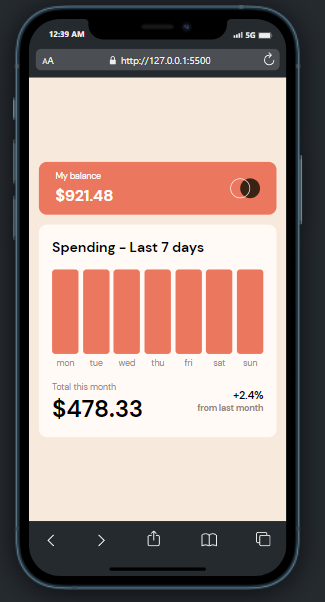 12:39 AM
5G
AA
http://127.0.0.1:5500
My balance
$921.48
Spending - Last 7 days
mon tue wed thu fri sat sun
Total this month
$478.33
+2.4%
from last month